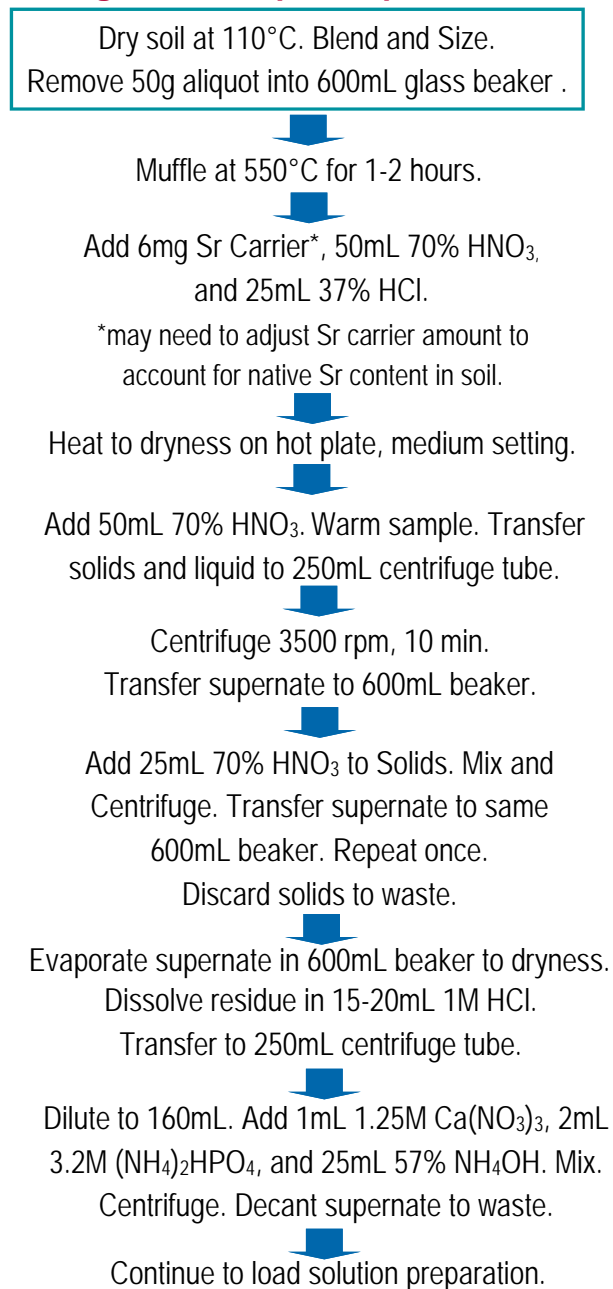 Dry soil at 110°C. Blend and Size.
Remove 50g aliquot into 600mL glass beaker .
Muffle at 550°C for 1-2 hours.
Add 6mg Sr Carrier*, 50mL 70% HNO₃,
and 25mL 37% HCl.
*may need to adjust Sr carrier amount to
account for native Sr content in soil.
Heat to dryness on hot plate, medium setting.
Add 50mL 70% HNO₃. Warm sample. Transfer
solids and liquid to 250mL centrifuge tube.
Centrifuge 3500 rpm, 10 min.
Transfer supernate to 600mL beaker.
Add 25mL 70% HNO₃ to Solids. Mix and
Centrifuge. Transfer supernate to same
600mL beaker. Repeat once.
Discard solids to waste.
Evaporate supernate in 600mL beaker to dryness.
Dissolve residue in 15-20mL 1M HCl.
Transfer to 250mL centrifuge tube.
Dilute to 160mL. Add 1mL 1.25M Ca(NO₃)₃, 2mL
3.2M (NH₄)₂HPO₄, and 25mL 57% NH₄OH. Mix.
Centrifuge. Decant supernate to waste.
Continue to load solution preparation.